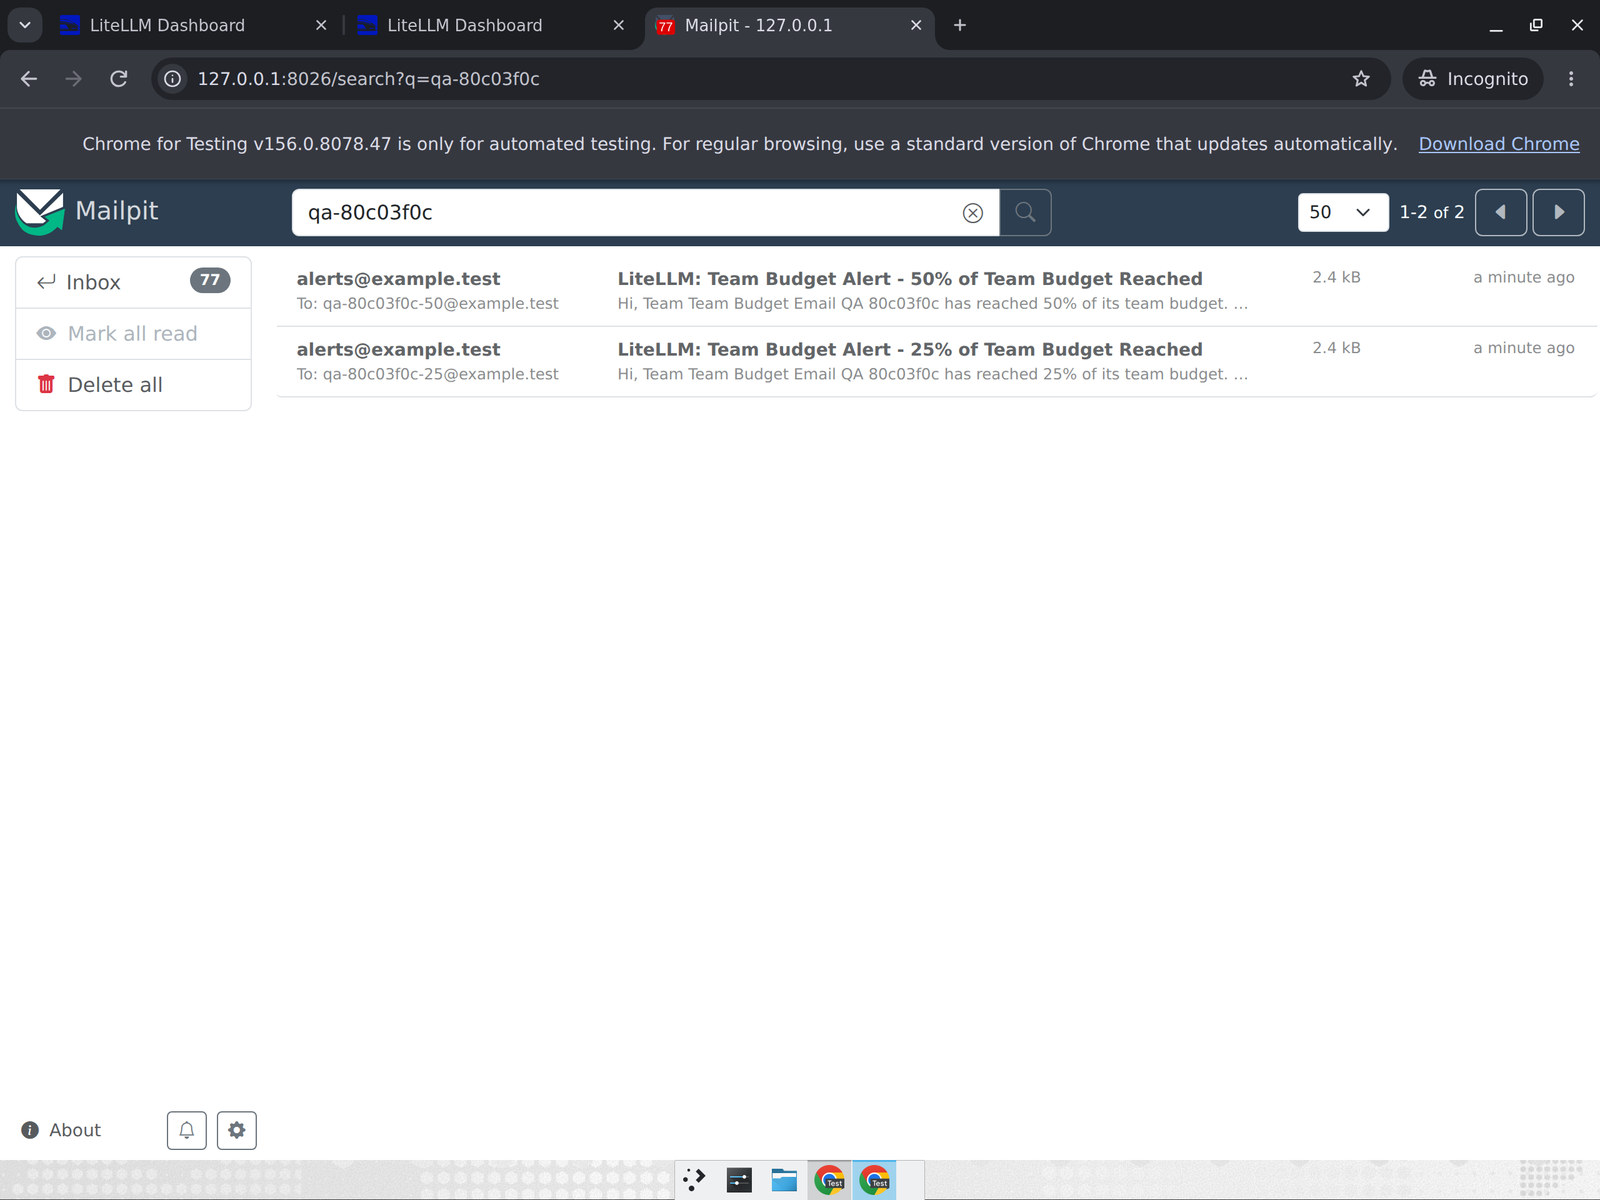 LiteLLM Dashboard
LiteLLM Dashboard
77
Mailpit - 127.0.0.1
127.0.0.1:8026/search?q=qa-80c03f0c
Incognito
Chrome for Testing v156.0.8078.47 is only for automated testing. For regular browsing, use a standard version of Chrome that updates automatically.
Download Chrome
Mailpit
qa-80c03f0c
50
1-2 of 2
Inbox
77
Mark all read
Delete all
alerts@example.test
LiteLLM: Team Budget Alert - 50% of Team Budget Reached
2.4 kB
a minute ago
To: qa-80c03f0c-50@example.test
Hi, Team Team Budget Email QA 80c03f0c has reached 50% of its team budget. ...
alerts@example.test
LiteLLM: Team Budget Alert - 25% of Team Budget Reached
2.4 kB
a minute ago
To: qa-80c03f0c-25@example.test
Hi, Team Team Budget Email QA 80c03f0c has reached 25% of its team budget. ...
About
Test
Test